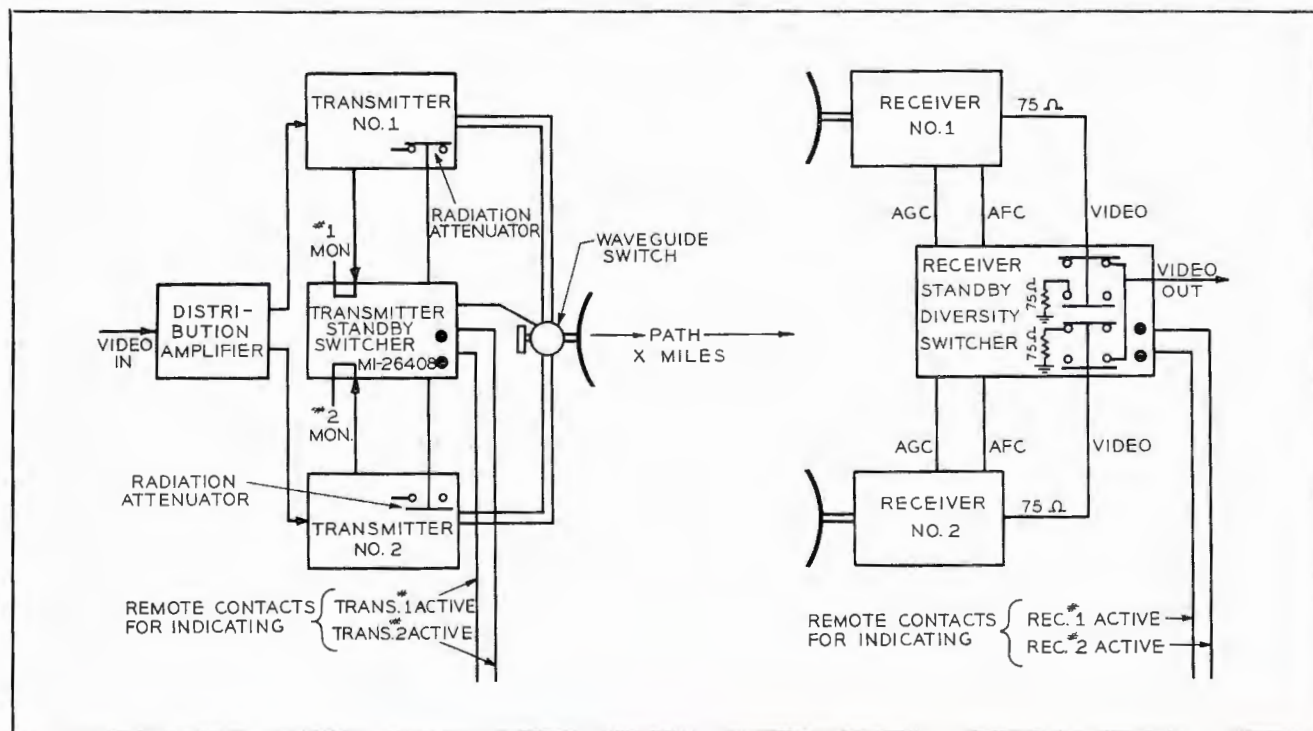 TRANSMITTER
NO. 1
RADIATION
ATTENUATOR
#1
MON.
WAVEGUIDE
SWITCH
DISTRI-
BUTION
AMPLIFIER
VIDEO
IN
TRANSMITTER
STANDBY
SWITCHER
MI-26408
#2
MON.
PATH
X MILES
RADIATION
ATTENUATOR
TRANSMITTER
NO. 2
REMOTE CONTACTS
FOR INDICATING
TRANS.#1 ACTIVE
TRANS.#2 ACTIVE
RECEIVER
NO. 1
75 Ω
AGC
AFC
VIDEO
RECEIVER
STANDBY
DIVERSITY
SWITCHER
75Ω
75Ω
VIDEO
OUT
AGC
AFC
VIDEO
RECEIVER
NO. 2
75 Ω
REMOTE CONTACTS
FOR INDICATING
REC.#1 ACTIVE
REC.#2 ACTIVE